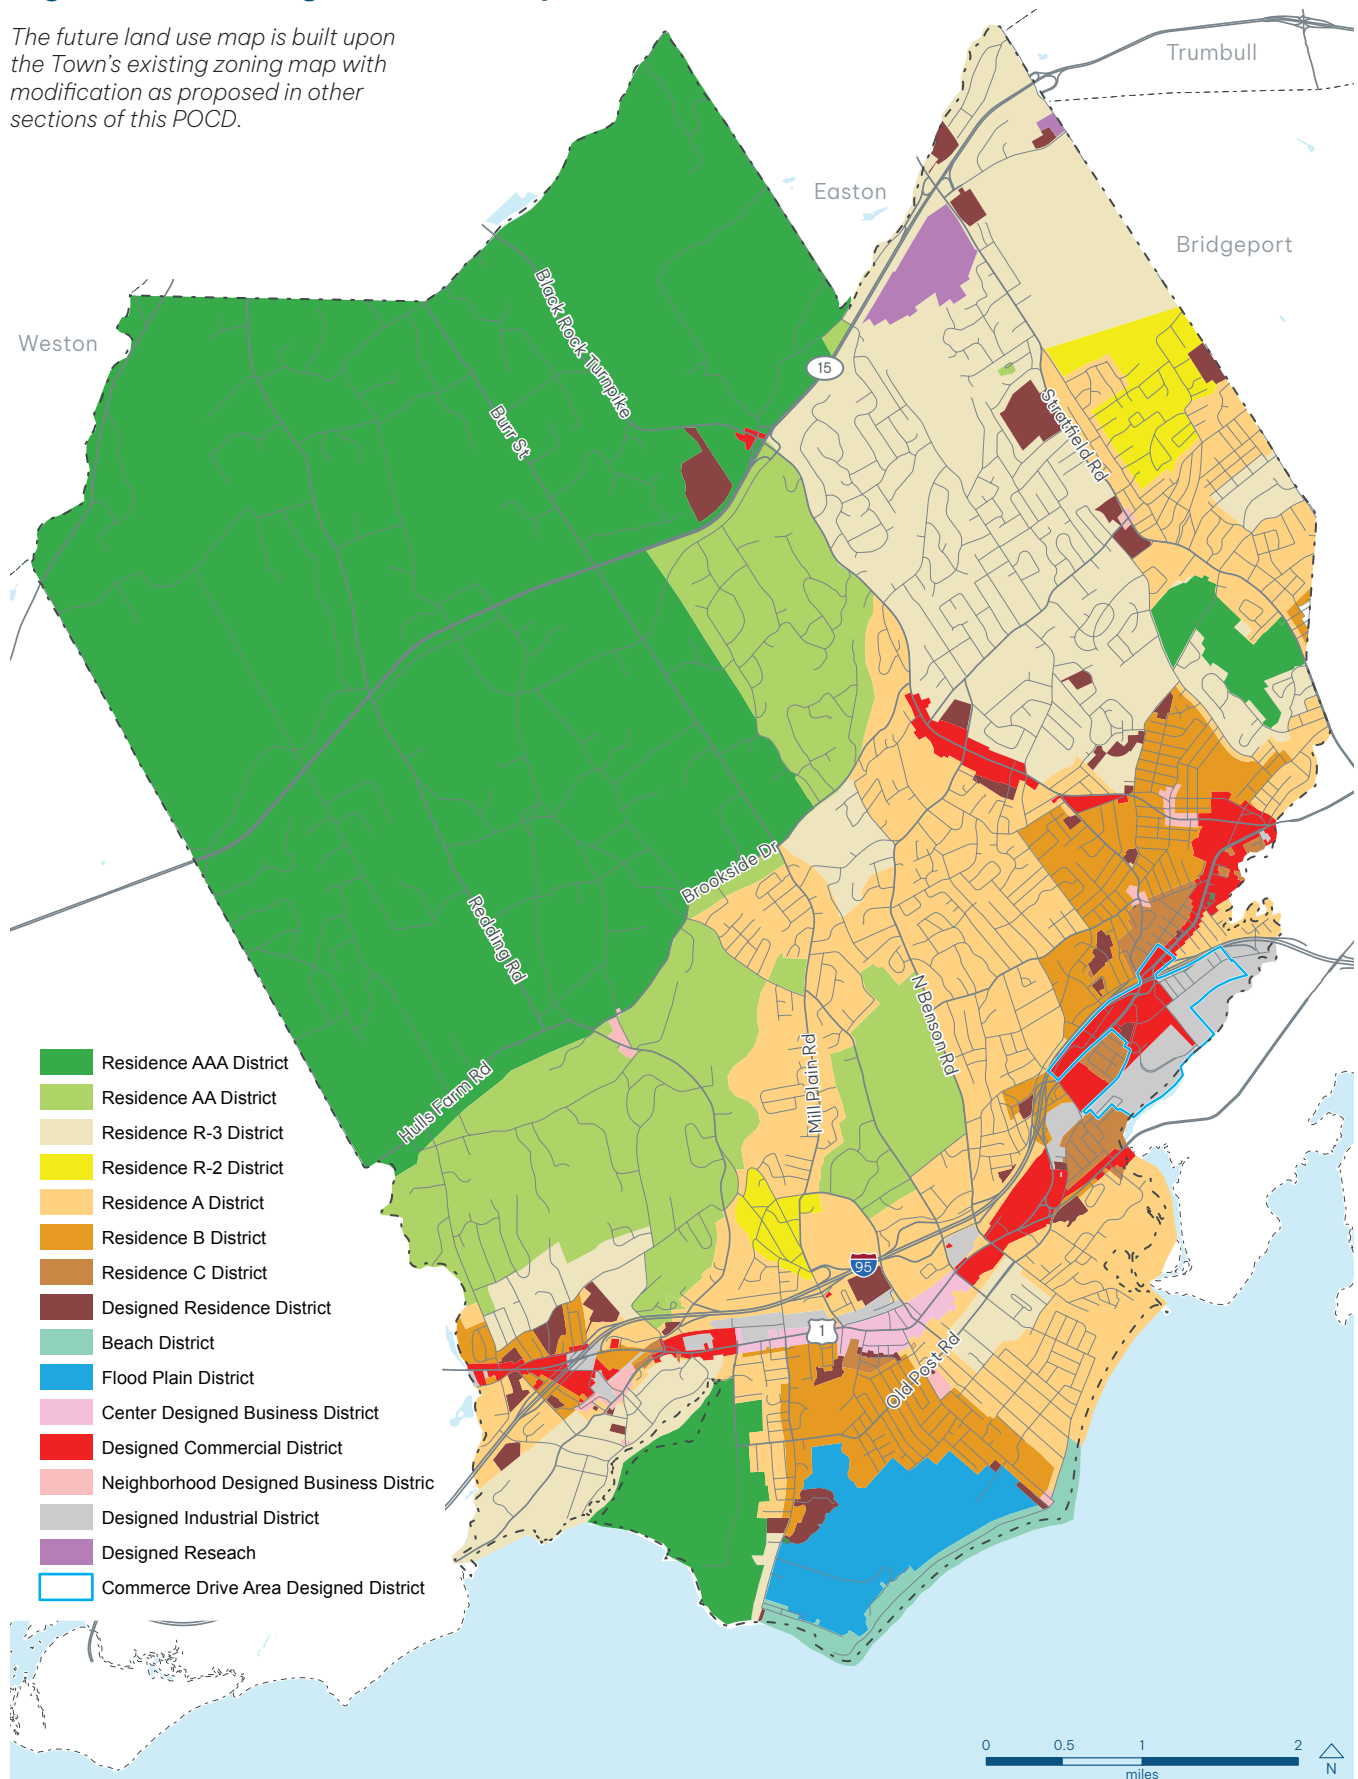 The future land use map is built upon
the Town's existing zoning map with
modification as proposed in other
sections of this POCD.
Trumbull
Easton
Bridgeport
Weston
Black Rock Turnpike
15
Burr St
Stratfield Rd
Brookside Dr
Redding Rd
N Benson Rd
Mill Plain Rd
Hulls Farm Rd
95
1
Old Post Rd
Residence AAA District
Residence AA District
Residence R-3 District
Residence R-2 District
Residence A District
Residence B District
Residence C District
Designed Residence District
Beach District
Flood Plain District
Center Designed Business District
Designed Commercial District
Neighborhood Designed Business Distric
Designed Industrial District
Designed Reseach
Commerce Drive Area Designed District
0 0.5 1 2
miles
N